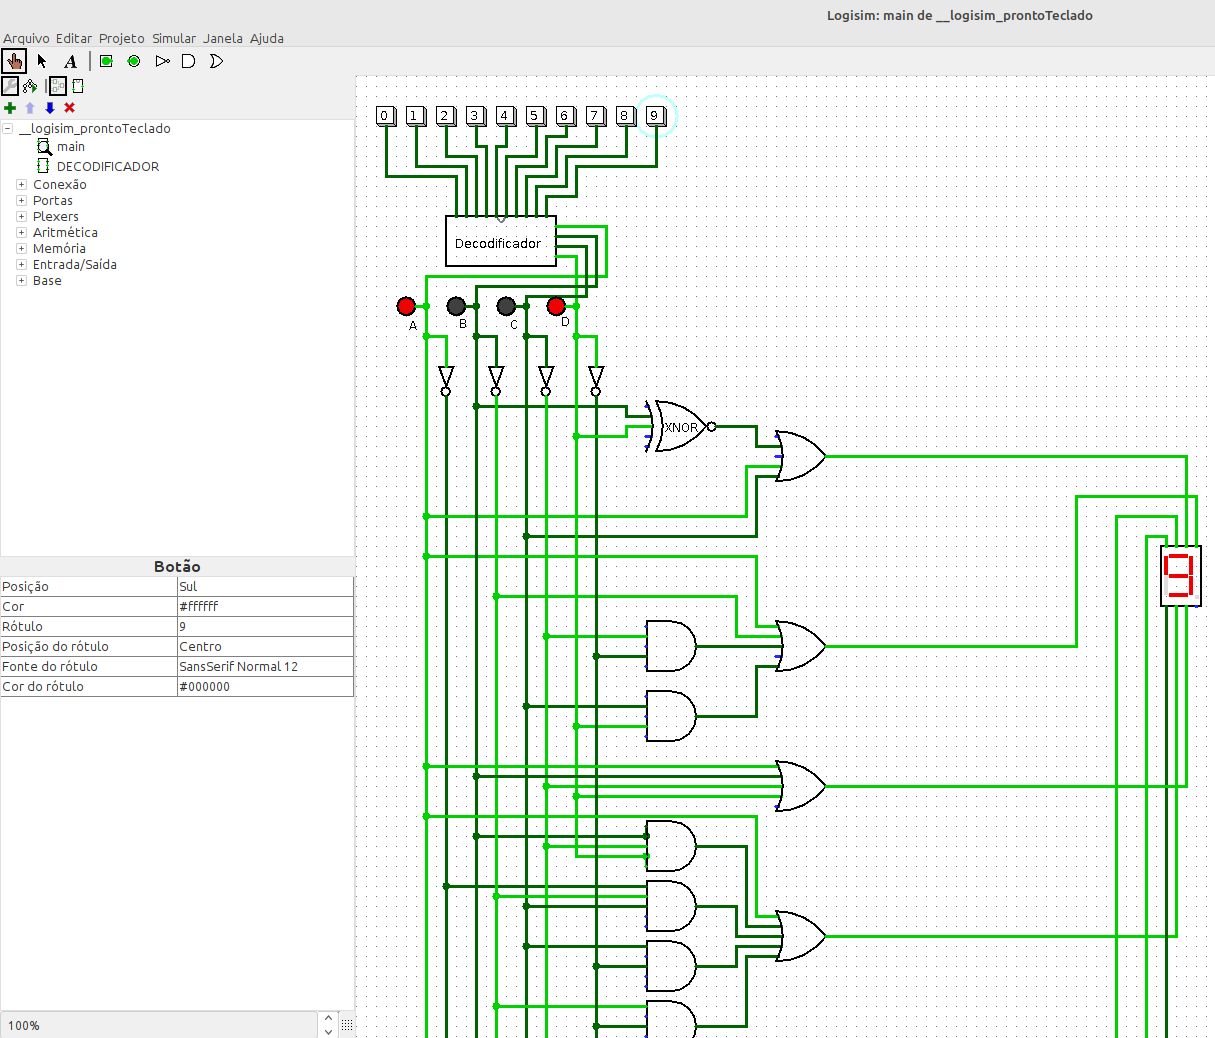 Logisim: main de __logisim_prontoTeclado
Arquivo Editar Projeto Simular Janela Ajuda
A
__logisim_prontoTeclado
main
DECODIFICADOR
Conexão
Portas
Plexers
Aritmética
Memória
Entrada/Saída
Base
Botão
Posição Sul
Cor #ffffff
Rótulo 9
Posição do rótulo Centro
Fonte do rótulo SansSerif Normal 12
Cor do rótulo #000000
100%
0 1 2 3 4 5 6 7 8 9
Decodificador
A B C D
XNOR
9